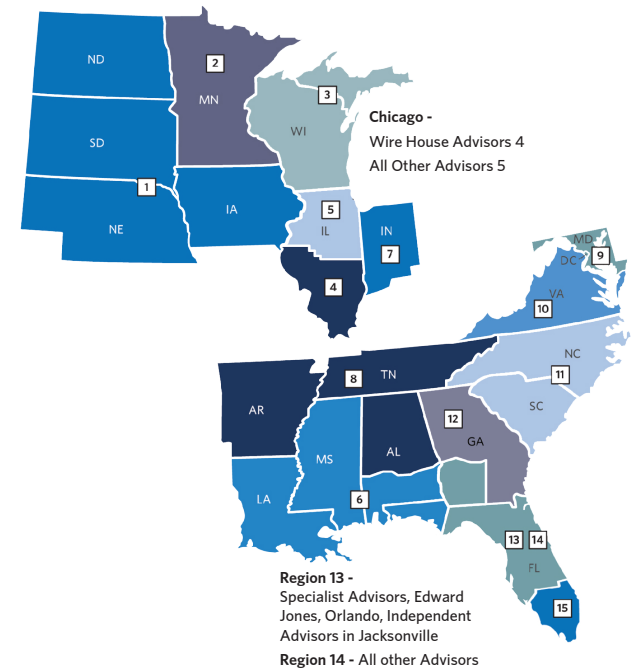 ND
2
MN
3
WI
Chicago -
Wire House Advisors 4
All Other Advisors 5
SD
1
NE
IA
5
IL
IN
7
4
MD
9
DC
VA
10
NC
11
SC
8
TN
AR
12
GA
AL
MS
LA
6
13
14
FL
15
Region 13 -
Specialist Advisors, Edward
Jones, Orlando, Independent
Advisors in Jacksonville
Region 14 - All other Advisors